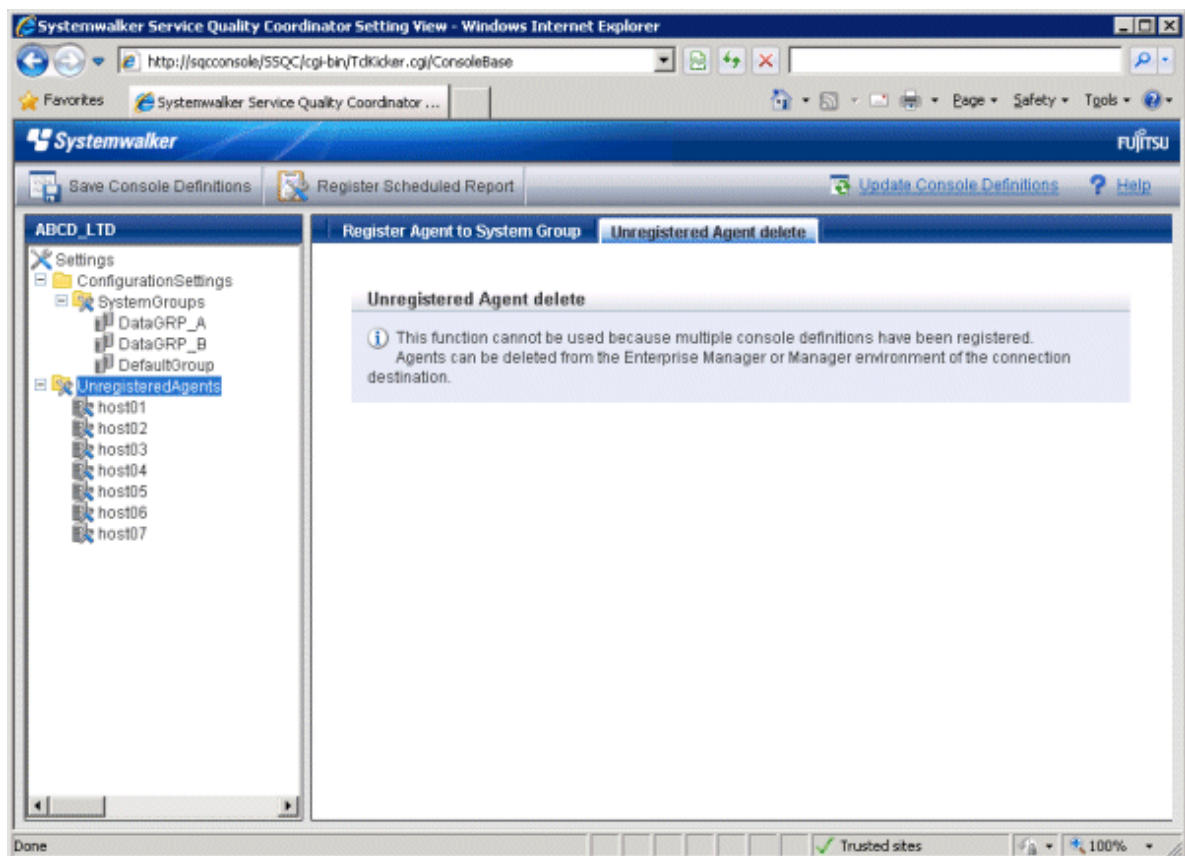 Systemwalker Service Quality Coordinator Setting View - Windows Internet Explorer
http://sqcconsole/SSQC/cgi-bin/TdKicker.cgi/ConsoleBase
Favorites Systemwalker Service Quality Coordinator ... Page Safety Tools
Systemwalker FUJITSU
Save Console Definitions Register Scheduled Report Update Console Definitions ? Help
ABCD_LTD Register Agent to System Group Unregistered Agent delete
Settings
ConfigurationSettings
SystemGroups
DataGRP_A
DataGRP_B
DefaultGroup
UnregisteredAgents
host01
host02
host03
host04
host05
host06
host07
Unregistered Agent delete
This function cannot be used because multiple console definitions have been registered.
Agents can be deleted from the Enterprise Manager or Manager environment of the connection
destination.
Done Trusted sites 100%